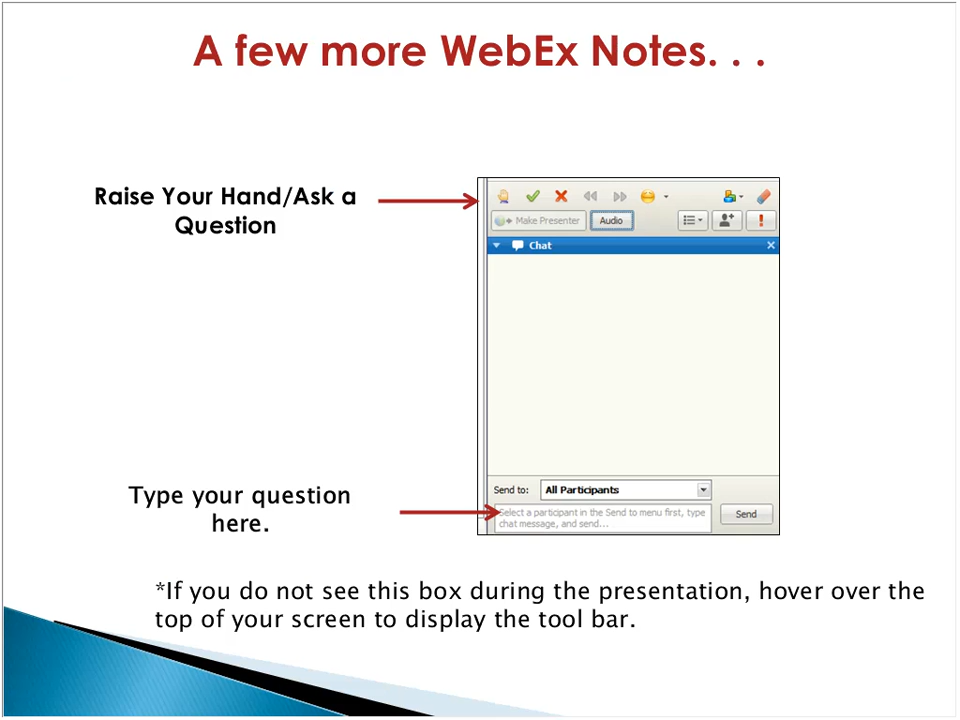 A few more WebEx Notes. . .
Raise Your Hand/Ask a
Question
Make Presenter
Audio
Chat
Send to:
All Participants
Type your question
here.
Select a participant in the Send to menu first, type
chat message, and send...
Send
*If you do not see this box during the presentation, hover over the
top of your screen to display the tool bar.